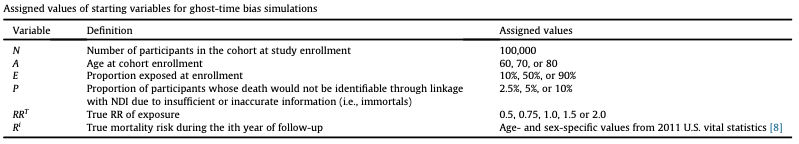 Assigned values of starting variables for ghost-time bias simulations
Variable Definition Assigned values
N Number of participants in the cohort at study enrollment 100,000
A Age at cohort enrollment 60, 70, or 80
E Proportion exposed at enrollment 10%, 50%, or 90%
P Proportion of participants whose death would not be identifiable through linkage 2.5%, 5%, or 10%
with NDI due to insufficient or inaccurate information (i.e., immortals)
RR^T True RR of exposure 0.5, 0.75, 1.0, 1.5 or 2.0
R^i True mortality risk during the ith year of follow-up Age- and sex-specific values from 2011 U.S. vital statistics [8]